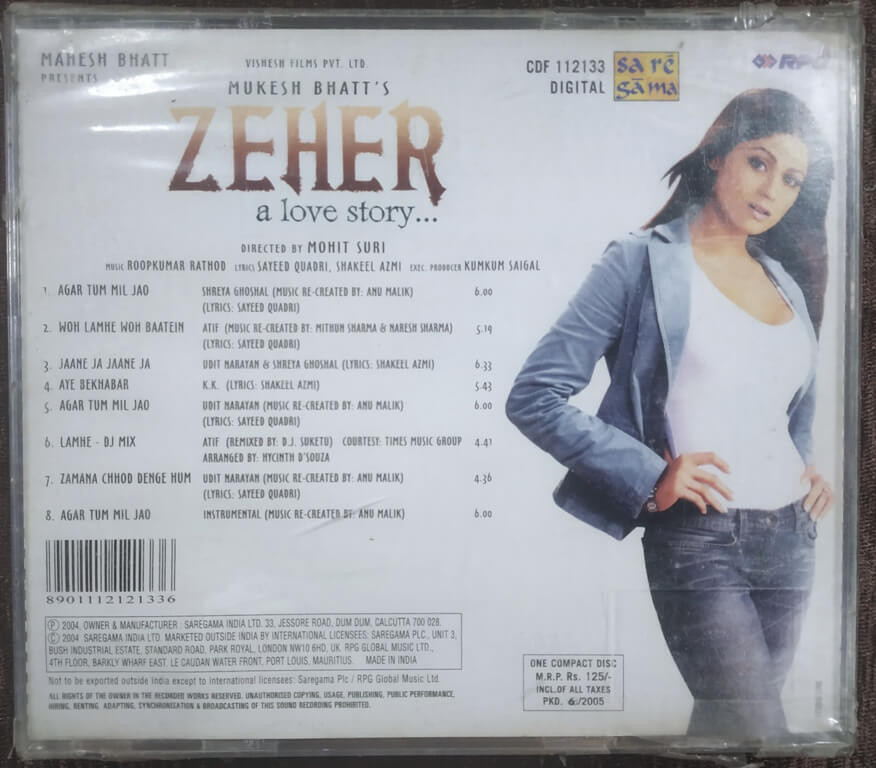 MAHESH BHATT
PRESENTS
VISHESH FILMS PVT. LTD.
MUKESH BHATT'S
ZEHER
a love story...
CDF 112133
DIGITAL
sa rē
gāma
RPG
DIRECTED BY MOHIT SURI
MUSIC ROOPKUMAR RATHOD LYRICS SAYEED QUADRI, SHAKEEL AZMI EXEC. PRODUCER KUMKUM SAIGAL
1. AGAR TUM MIL JAO SHREYA GHOSHAL (MUSIC RE-CREATED BY: ANU MALIK) 6.00
(LYRICS: SAYEED QUADRI)
2. WOH LAMHE WOH BAATEIN ATIF (MUSIC RE-CREATED BY: MITHUN SHARMA & NARESH SHARMA) 5.19
(LYRICS: SAYEED QUADRI)
3. JAANE JA JAANE JA UDIT NARAYAN & SHREYA GHOSHAL (LYRICS: SHAKEEL AZMI) 6.33
4. AYE BEKHABAR K.K. (LYRICS: SHAKEEL AZMI) 5.43
5. AGAR TUM MIL JAO UDIT NARAYAN (MUSIC RE-CREATED BY: ANU MALIK) 6.00
(LYRICS: SAYEED QUADRI)
6. LAMHE - DJ MIX ATIF (REMIXED BY: D.J. SUKETU) COURTESY: TIMES MUSIC GROUP 4.41
ARRANGED BY: HYCINTH D'SOUZA
7. ZAMANA CHHOD DENGE HUM UDIT NARAYAN (MUSIC RE-CREATED BY: ANU MALIK) 4.36
(LYRICS: SAYEED QUADRI)
8. AGAR TUM MIL JAO INSTRUMENTAL (MUSIC RE-CREATED BY: ANU MALIK) 6.00
8901112121336
Ⓟ 2004, OWNER & MANUFACTURER : SAREGAMA INDIA LTD. 33, JESSORE ROAD, DUM DUM, CALCUTTA 700 028.
© 2004 SAREGAMA INDIA LTD. MARKETED OUTSIDE INDIA BY INTERNATIONAL LICENSEES: SAREGAMA PLC., UNIT 3,
BUSH INDUSTRIAL ESTATE, STANDARD ROAD, PARK ROYAL, LONDON NW10 6HD, UK. RPG GLOBAL MUSIC LTD.,
4TH FLOOR, BARKLY WHARF EAST, LE CAUDAN WATER FRONT, PORT LOUIS, MAURITIUS. MADE IN INDIA
Not to be exported outside India except to International licensees: Saregama Plc / RPG Global Music Ltd.
ALL RIGHTS OF THE OWNER IN THE RECORDED WORKS RESERVED. UNAUTHORISED COPYING, USAGE, PUBLISHING, PUBLIC PERFORMANCE,
HIRING, RENTING, ADAPTING, SYNCHRONISATION & BROADCASTING OF THIS SOUND RECORDING PROHIBITED.
ONE COMPACT DISC
M.R.P. Rs. 125/-
INCL.OF ALL TAXES
PKD. 6/2005